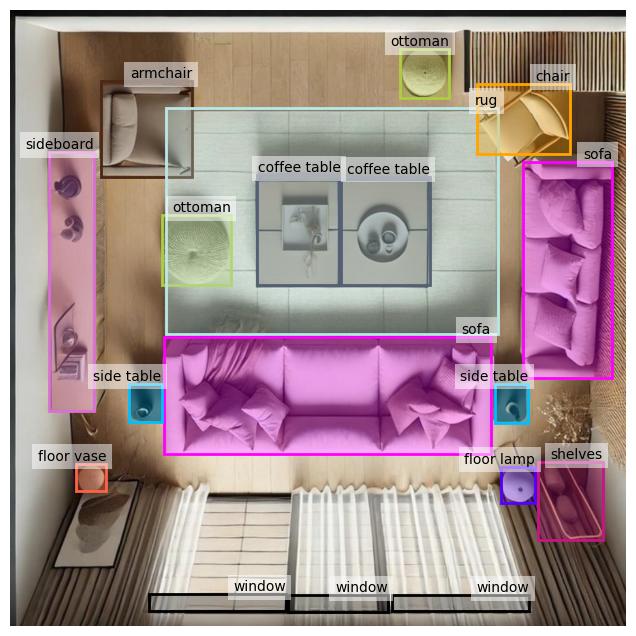 ottoman
armchair
chair
rug
sideboard
sofa
coffee table
coffee table
ottoman
sofa
side table
side table
floor vase
floor lamp
shelves
window
window
window